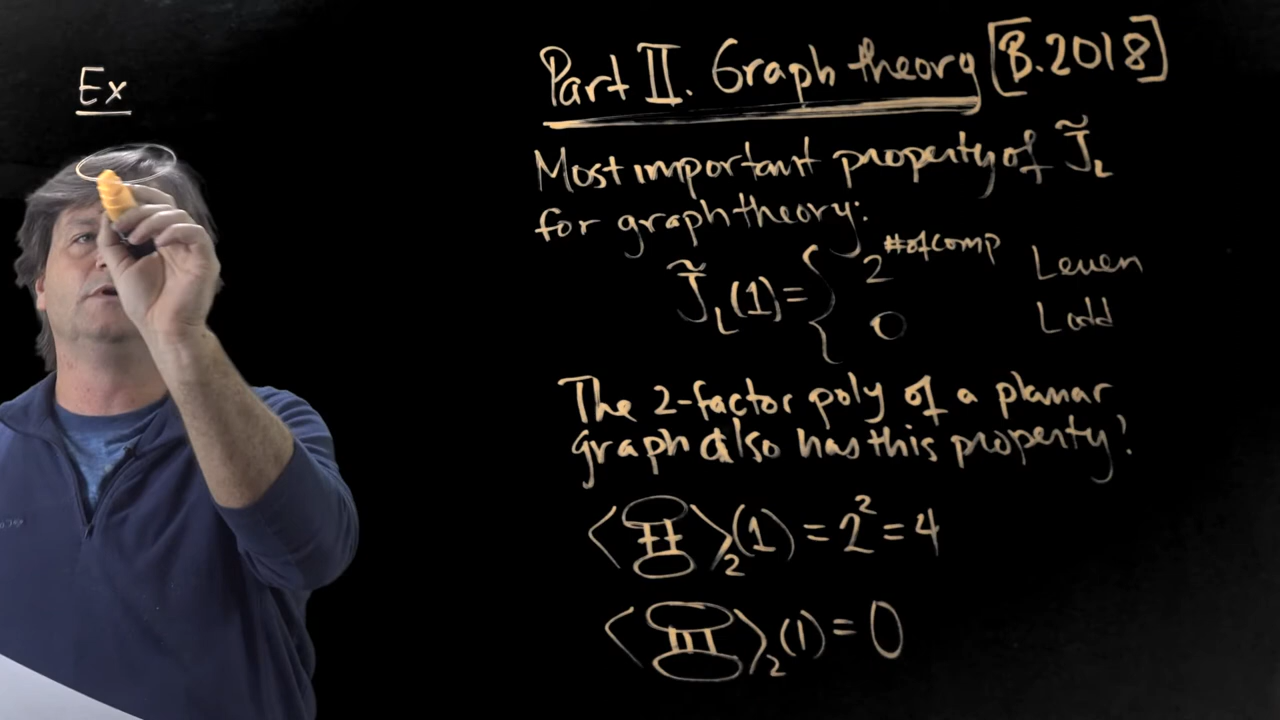 Ex
Part II. Graph theory [B.2018]
Most important property of J̃_L
for graph theory:
J̃_L(1) = { 2^{# of comp} L even
0 L odd
The 2-factor poly of a planar
graph also has this property!
⟨ ⟩₂(1) = 2² = 4
⟨ ⟩₂(1) = 0